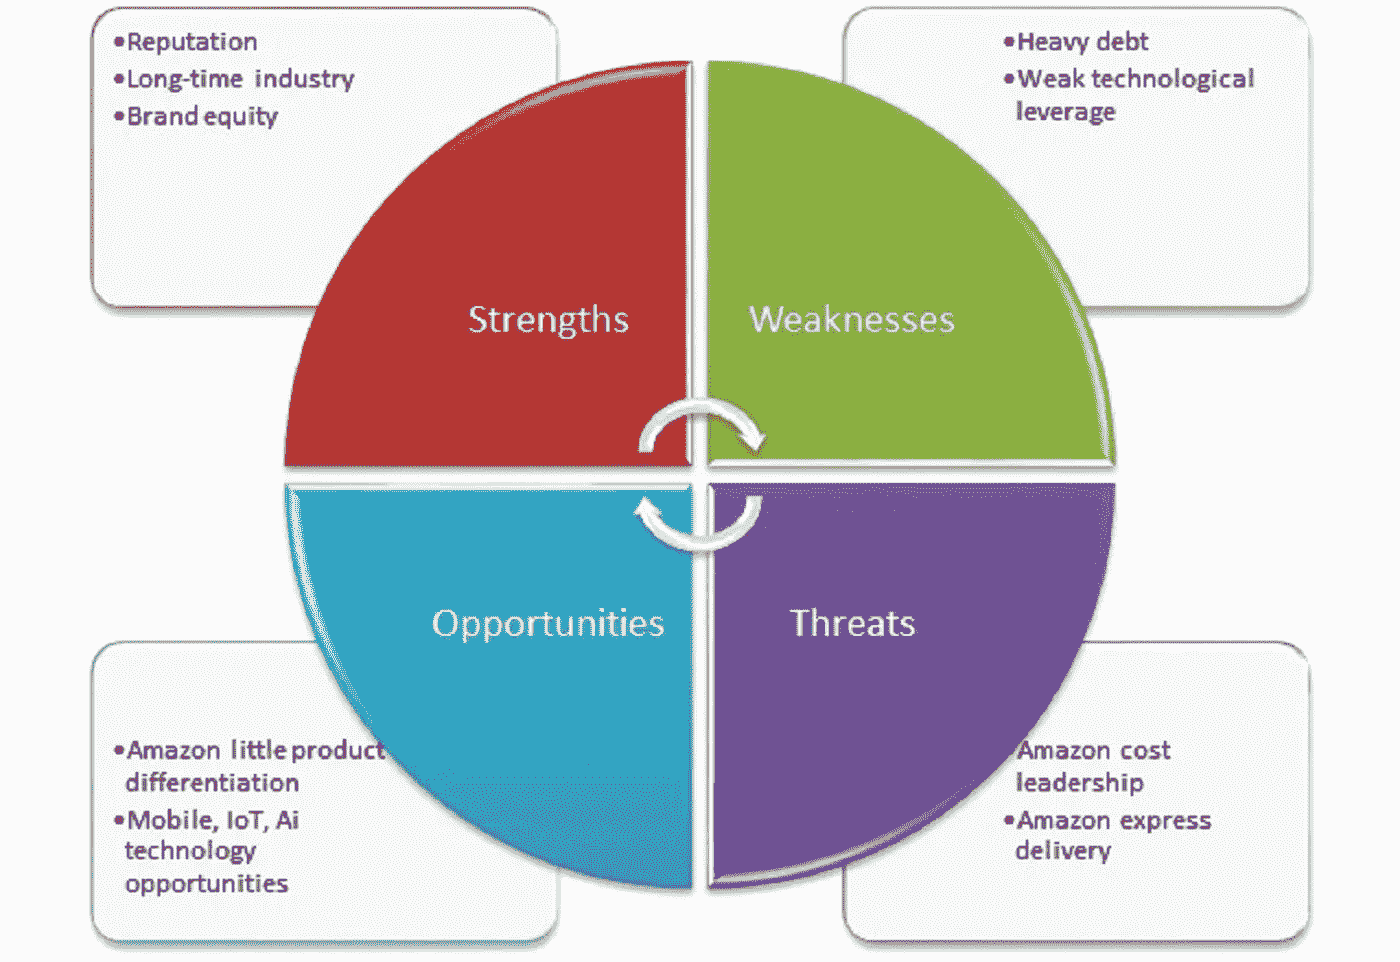 •Reputation
•Long-time industry
•Brand equity
•Heavy debt
•Weak technological
leverage
Strengths
Weaknesses
Opportunities
Threats
•Amazon little product
differentiation
•Mobile, IoT, Ai
technology
opportunities
Amazon cost
leadership
•Amazon express
delivery